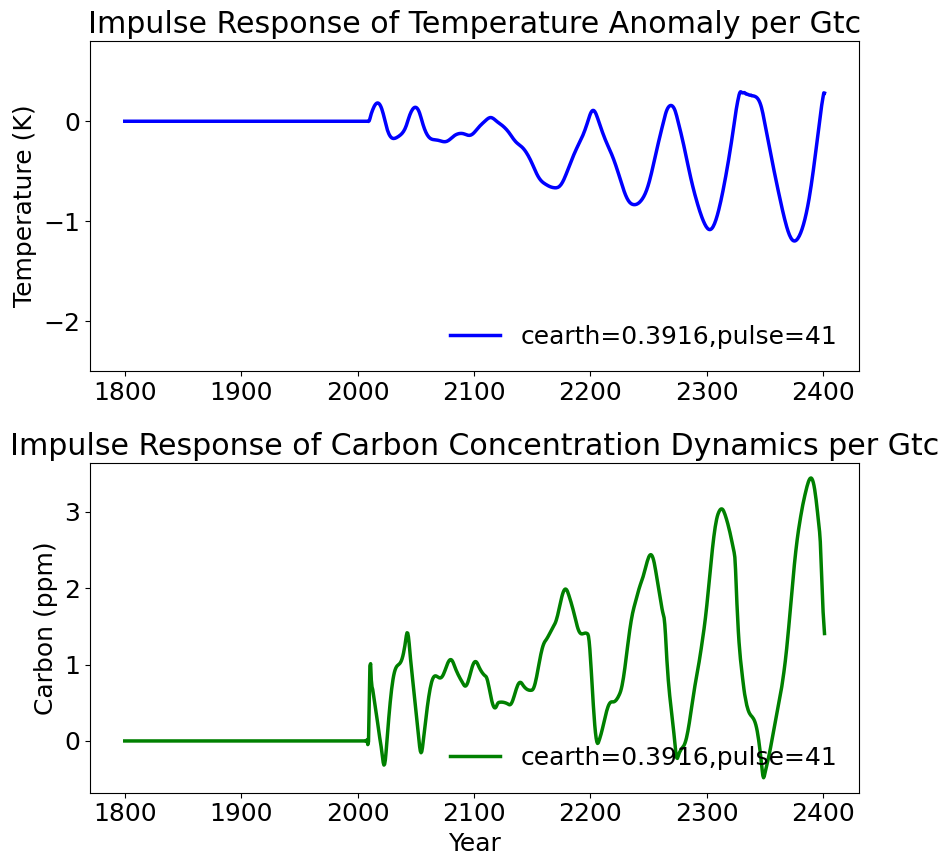 Impulse Response of Temperature Anomaly per Gtc
Temperature (K)
0
−1
−2
cearth=0.3916,pulse=41
1800 1900 2000 2100 2200 2300 2400
Impulse Response of Carbon Concentration Dynamics per Gtc
Carbon (ppm)
3
2
1
0
cearth=0.3916,pulse=41
1800 1900 2000 2100 2200 2300 2400
Year